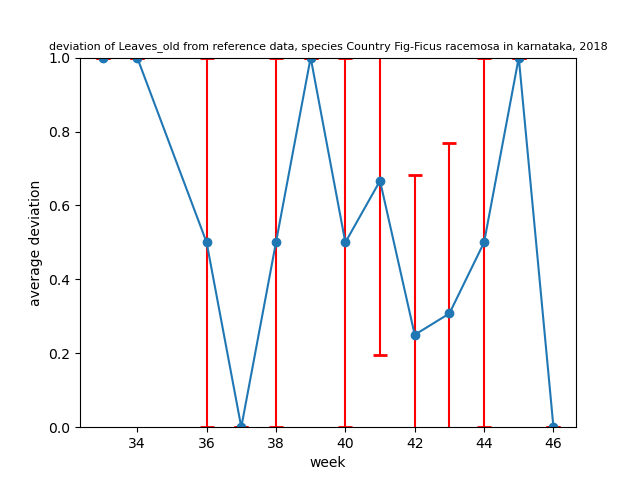 deviation of Leaves_old from reference data, species Country Fig-Ficus racemosa in karnataka, 2018
1.0
0.8
0.6
0.4
0.2
0.0
average deviation
34 36 38 40 42 44 46
week